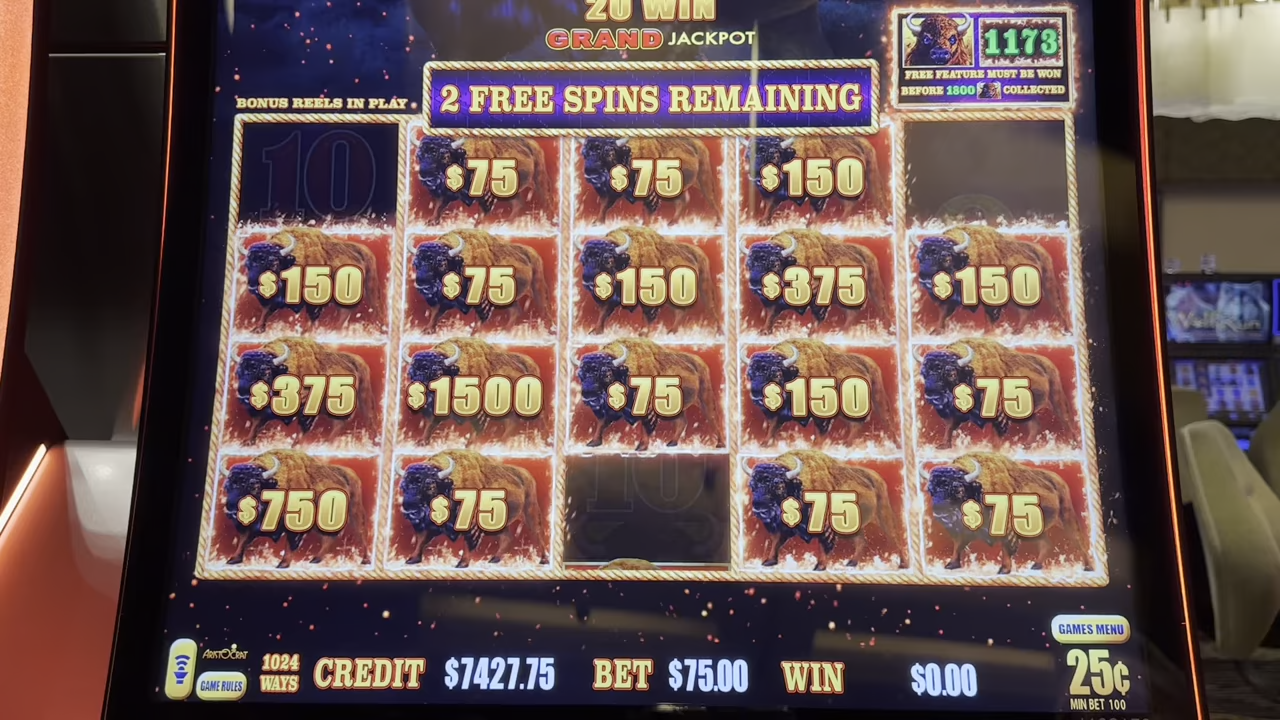 20 WIN
GRAND JACKPOT
1173
FREE FEATURE MUST BE WON
BEFORE 1800 COLLECTED
BONUS REELS IN PLAY
2 FREE SPINS REMAINING
10 $75 $75 $150
$150 $75 $150 $375 $150
$375 $1500 $75 $150 $75
$750 $75 10 $75 $75
GAMES MENU
ARISTOCRAT
GAME RULES
1024 WAYS
CREDIT $7427.75 BET $75.00 WIN $0.00
25¢
MIN BET 100